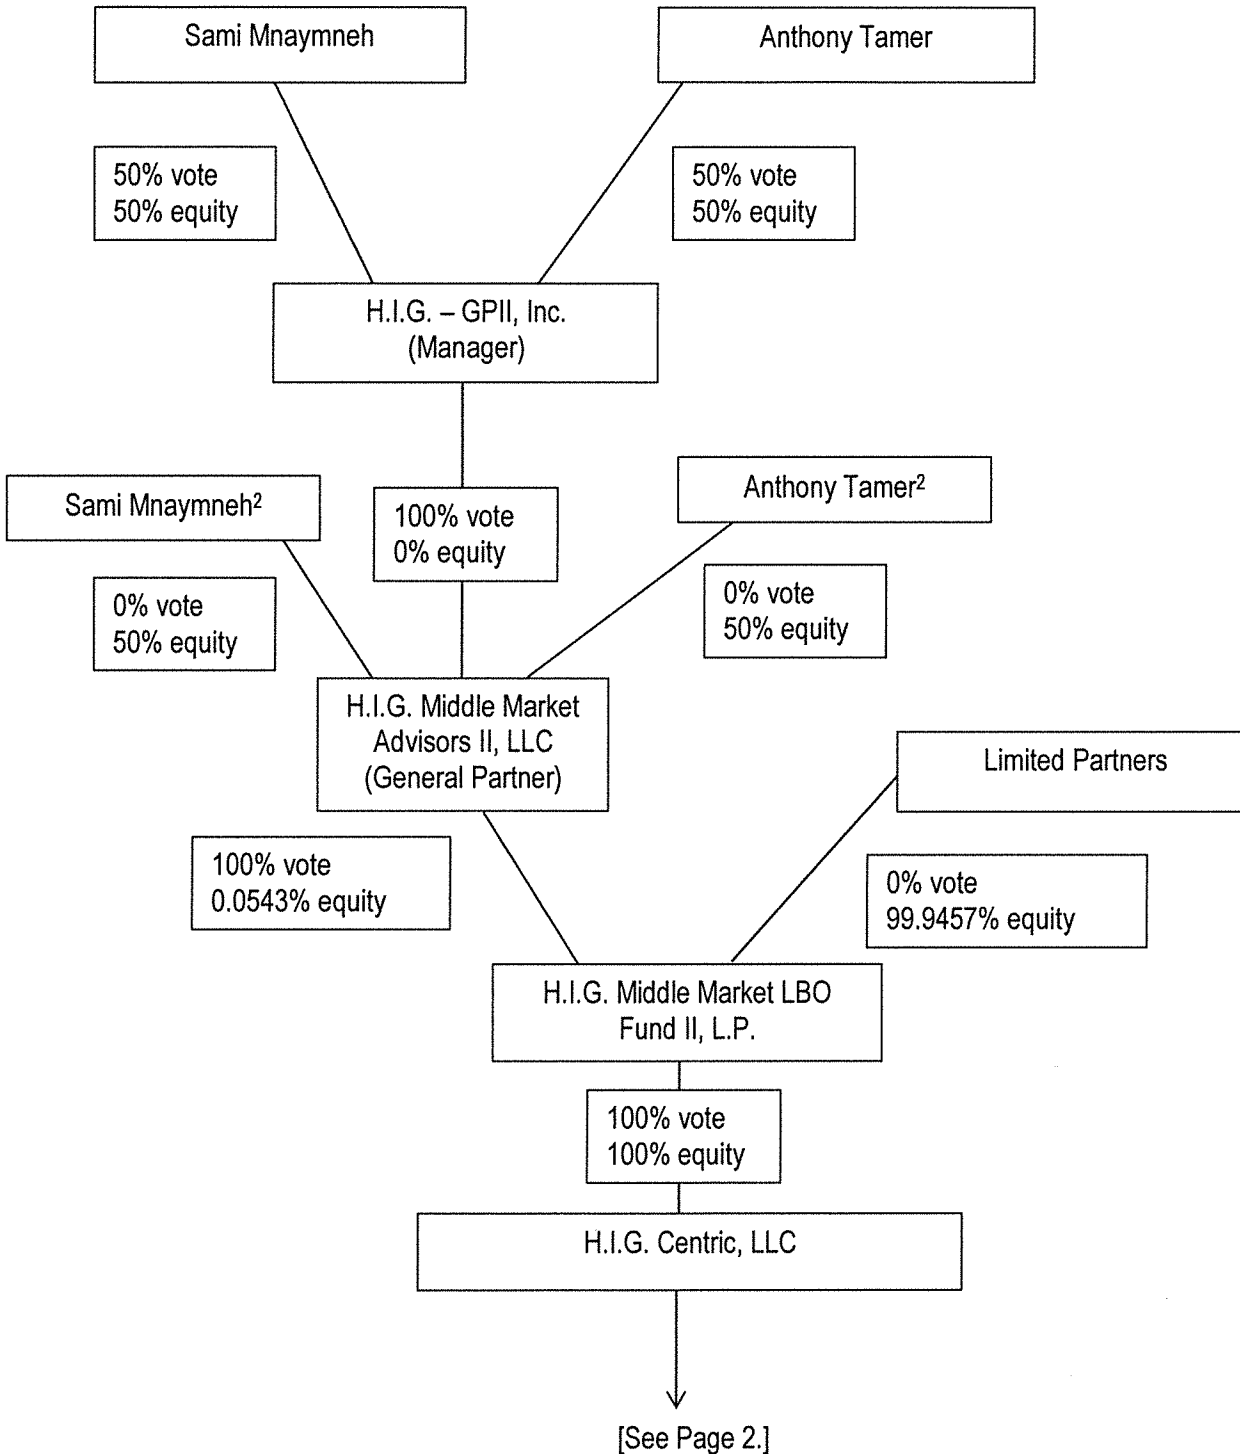 Sami Mnaymneh
Anthony Tamer
50% vote
50% equity
50% vote
50% equity
H.I.G. – GPII, Inc.
(Manager)
Sami Mnaymneh²
100% vote
0% equity
Anthony Tamer²
0% vote
50% equity
0% vote
50% equity
H.I.G. Middle Market
Advisors II, LLC
(General Partner)
Limited Partners
100% vote
0.0543% equity
0% vote
99.9457% equity
H.I.G. Middle Market LBO
Fund II, L.P.
100% vote
100% equity
H.I.G. Centric, LLC
[See Page 2.]